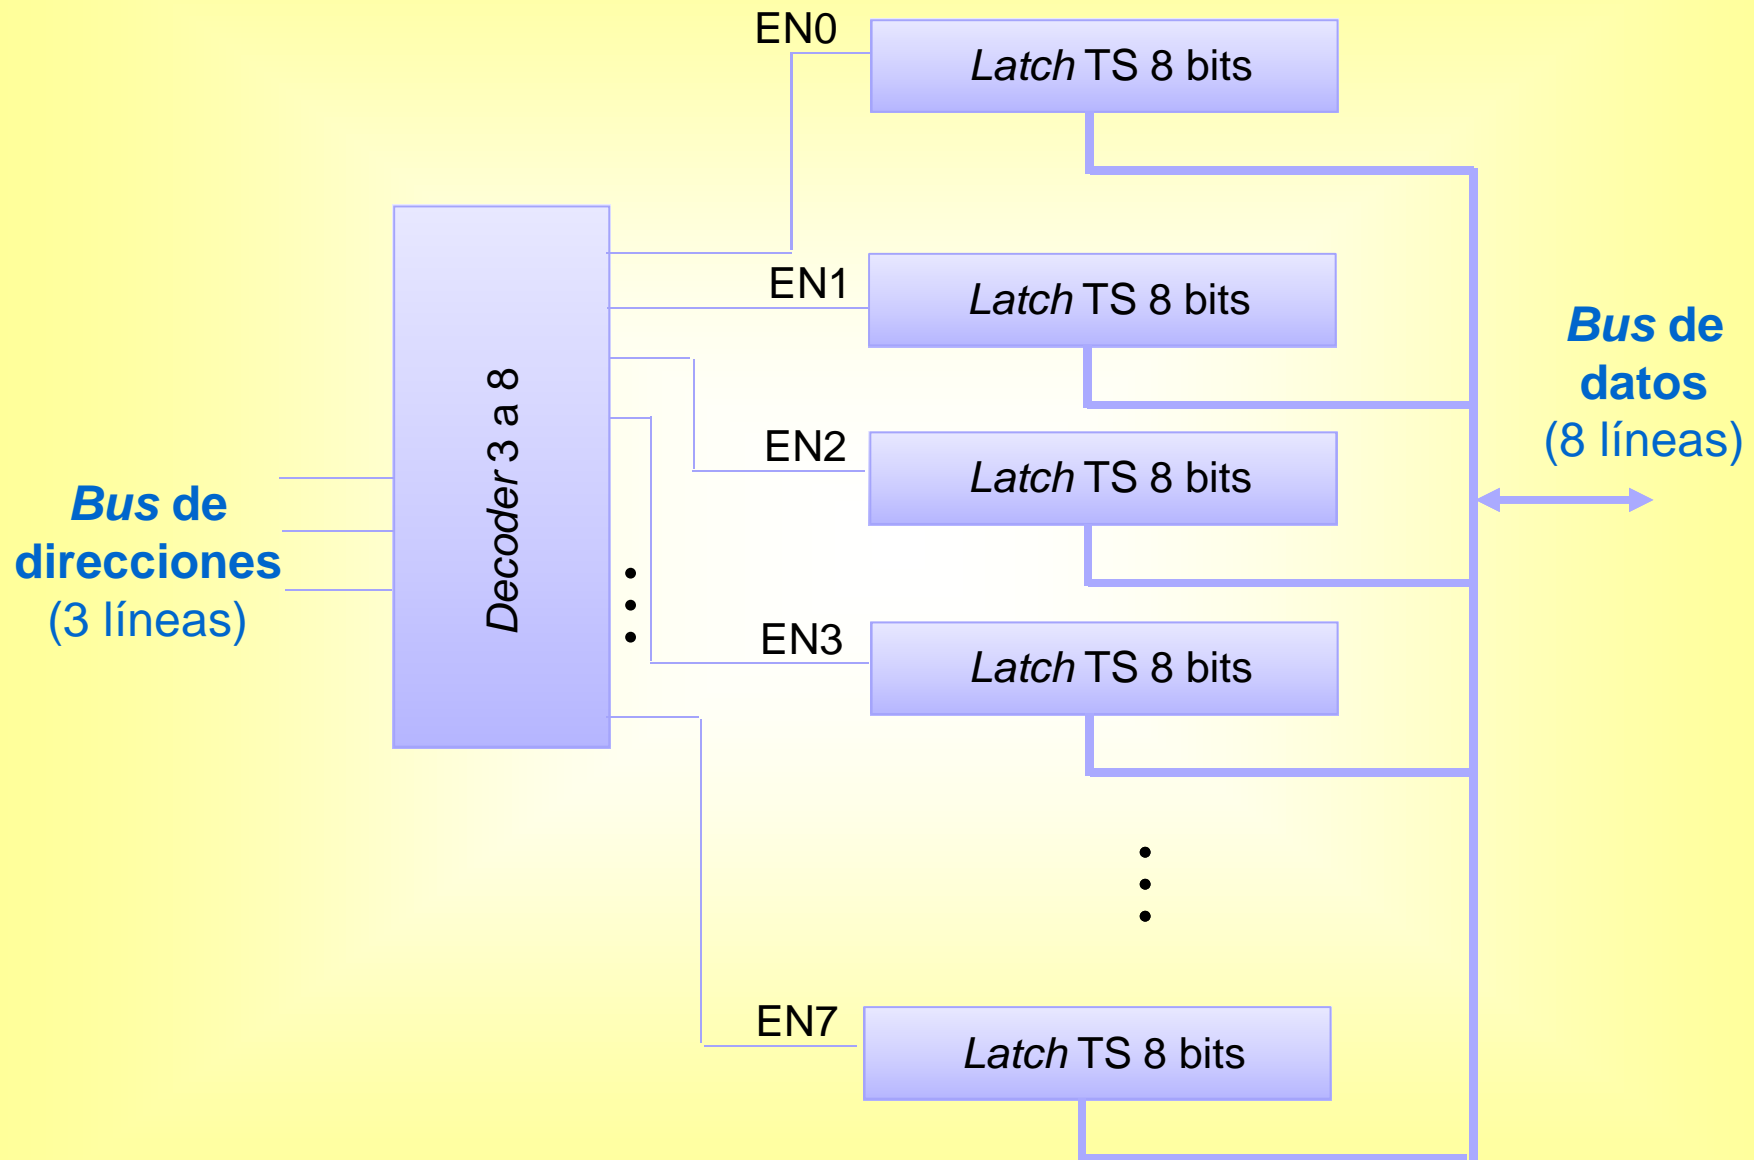 EN0
Latch TS 8 bits
EN1
Latch TS 8 bits
Bus de
datos
(8 líneas)
EN2
Latch TS 8 bits
Decoder 3 a 8
Bus de
direcciones
(3 líneas)
EN3
Latch TS 8 bits
EN7
Latch TS 8 bits